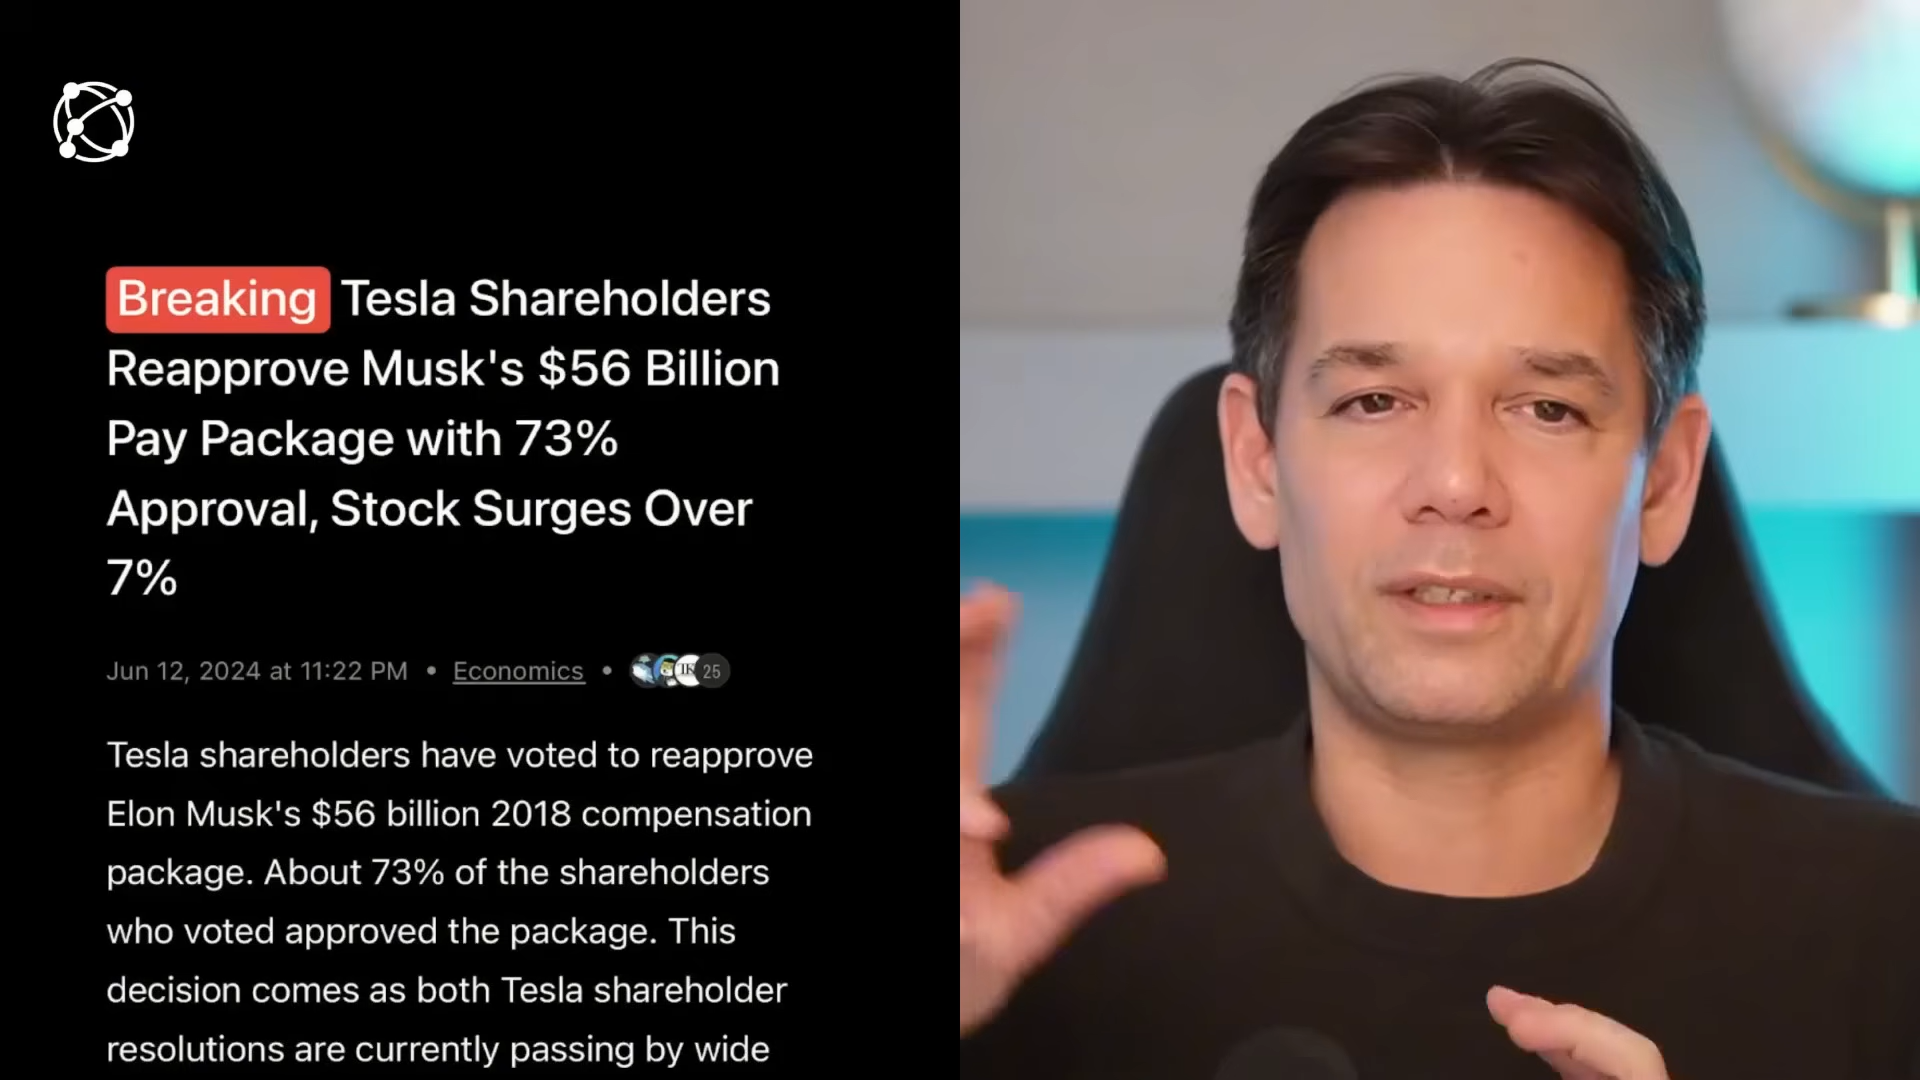 Breaking Tesla Shareholders
Reapprove Musk's $56 Billion
Pay Package with 73%
Approval, Stock Surges Over
7%
Jun 12, 2024 at 11:22 PM • Economics • 25
Tesla shareholders have voted to reapprove
Elon Musk's $56 billion 2018 compensation
package. About 73% of the shareholders
who voted approved the package. This
decision comes as both Tesla shareholder
resolutions are currently passing by wide